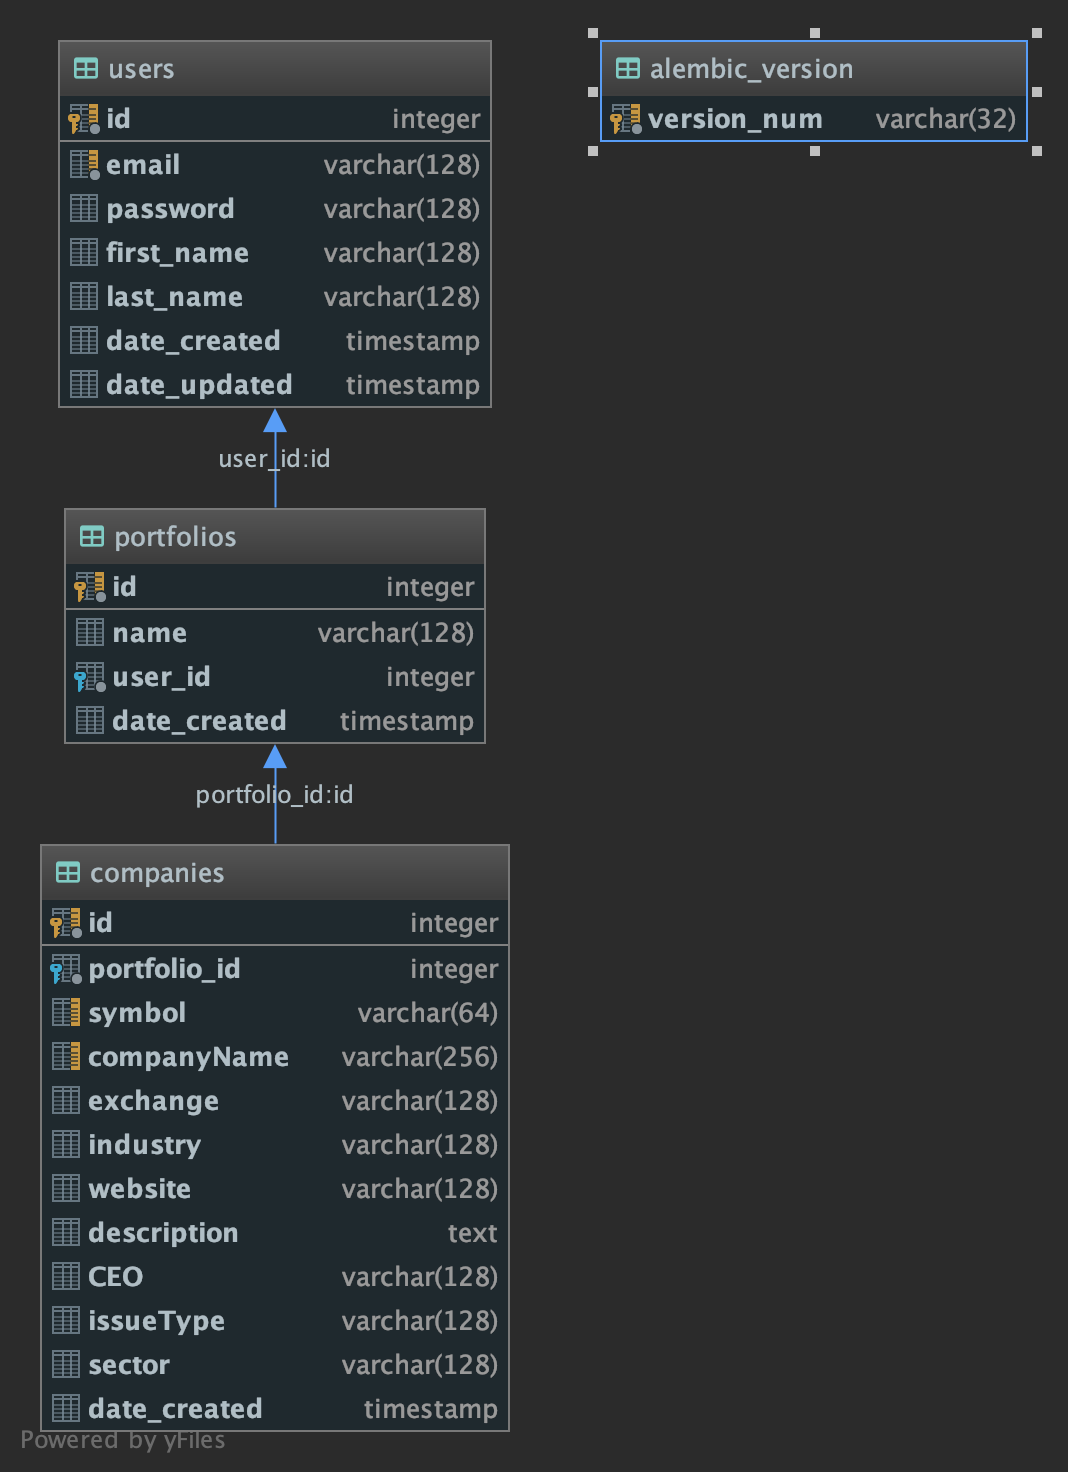 users
id integer
email varchar(128)
password varchar(128)
first_name varchar(128)
last_name varchar(128)
date_created timestamp
date_updated timestamp
user_id:id
portfolios
id integer
name varchar(128)
user_id integer
date_created timestamp
portfolio_id:id
companies
id integer
portfolio_id integer
symbol varchar(64)
companyName varchar(256)
exchange varchar(128)
industry varchar(128)
website varchar(128)
description text
CEO varchar(128)
issueType varchar(128)
sector varchar(128)
date_created timestamp
Powered by yFiles
alembic_version
version_num varchar(32)